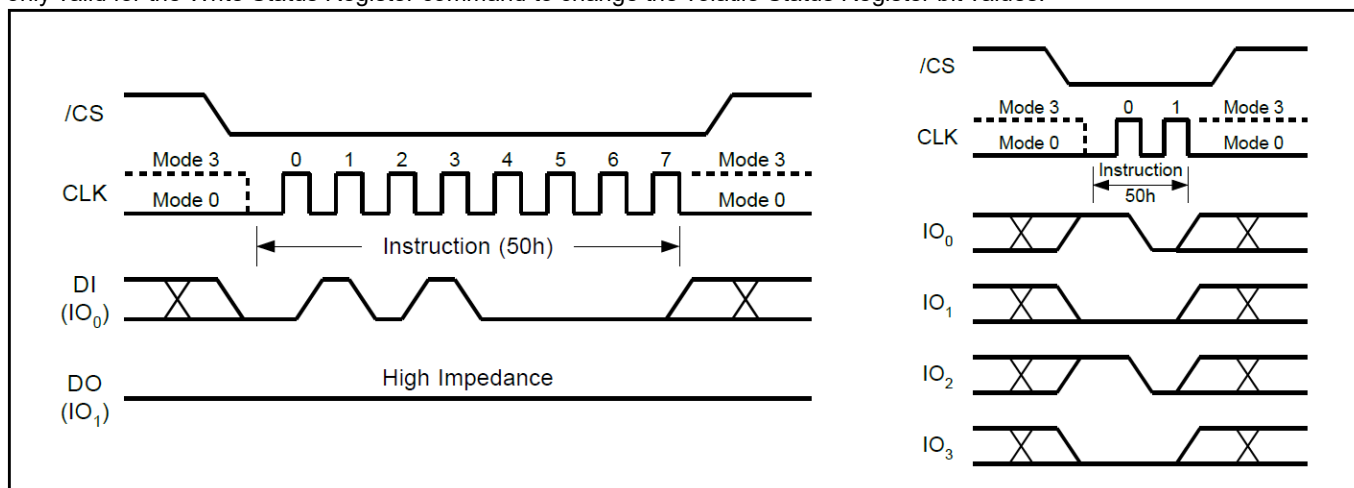 only valid for the Write Status Register command to change the volatile Status Register bit values.
/CS
Mode 3 0 1 2 3 4 5 6 7 Mode 3
CLK
Mode 0 Mode 0
Instruction (50h)
DI
(IO0)
High Impedance
DO
(IO1)
/CS
Mode 3 0 1 Mode 3
CLK
Mode 0 Mode 0
Instruction
50h
IO0
IO1
IO2
IO3